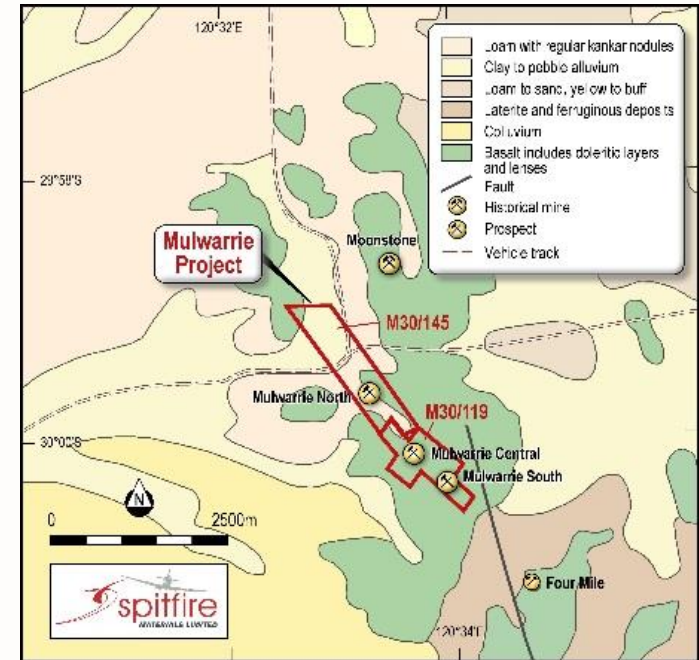 120°32'E
Loam with regular kankar nodules
Clay to pebble alluvium
Loam to sand, yellow to buff
Laterite and ferruginous deposits
Colluvium
Basalt includes doleritic layers
and lenses
Fault
Historical mine
Prospect
Vehicle track
29°58'S
Moonstone
Mulwarrie
Project
M30/145
Mulwarrie North
M30/119
30°00'S
Mulwarrie Central
Mulwarrie South
N
0
2500m
Four Mile
spitfire
MATERIALS LIMITED
120°34'E